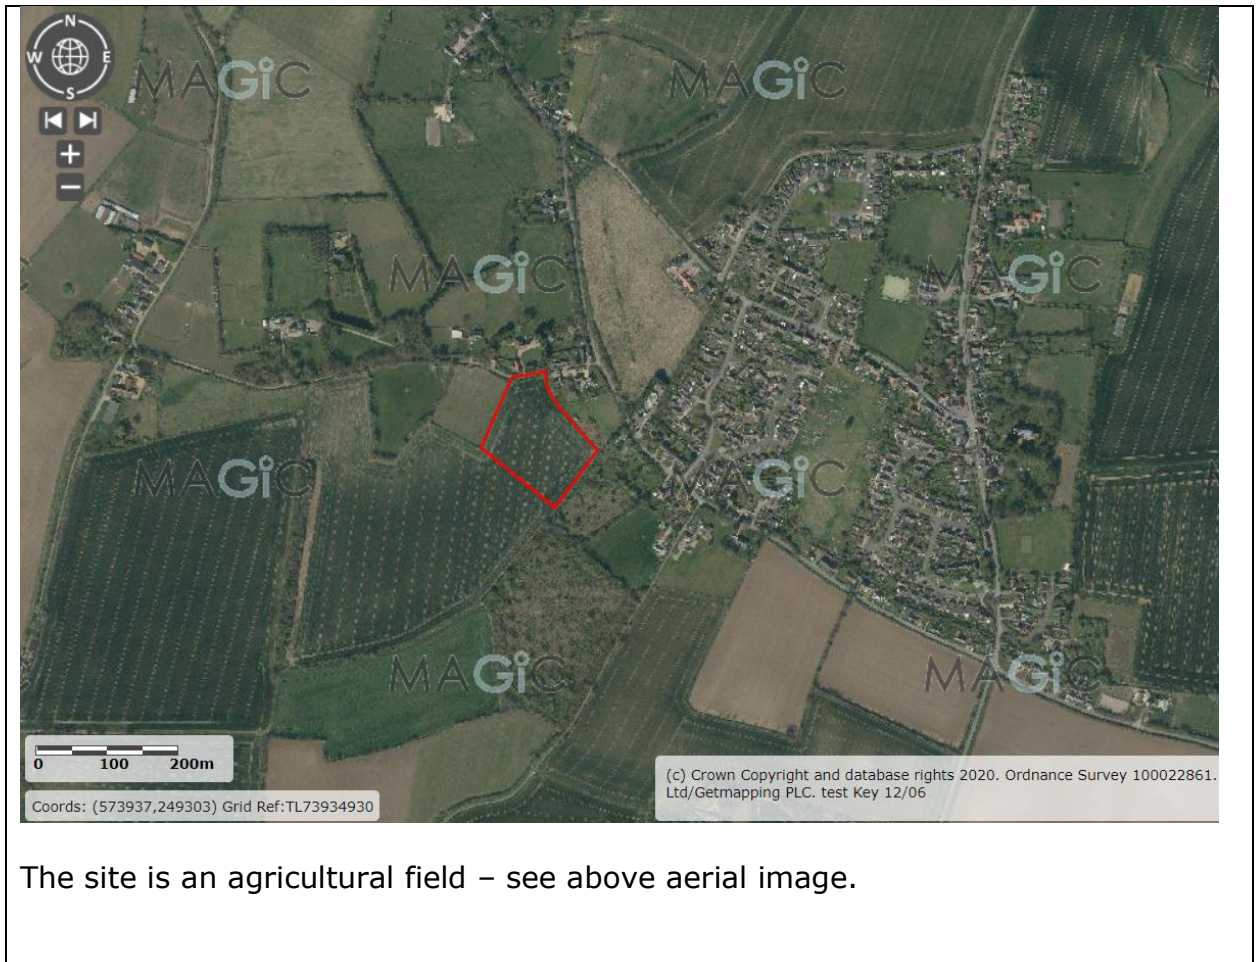 N
W E
S
MAGiC MAGiC
MAGiC MAGiC
MAGiC MAGiC MAGiC
MAGiC MAGiC
0 100 200m
Coords: (573937,249303) Grid Ref:TL73934930
(c) Crown Copyright and database rights 2020. Ordnance Survey 100022861.
Ltd/Getmapping PLC. test Key 12/06
The site is an agricultural field – see above aerial image.